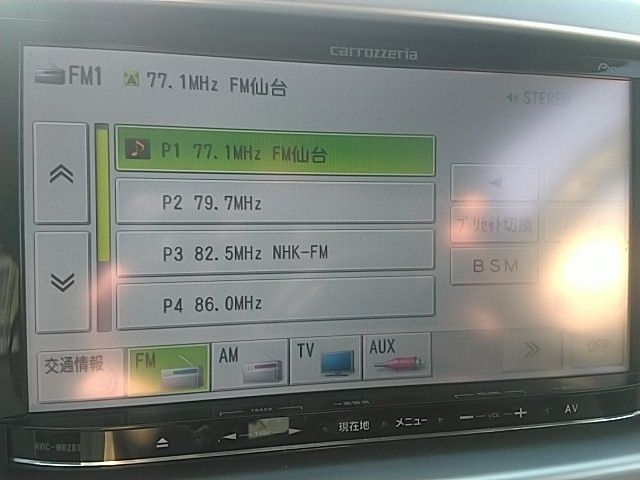 carrozzeria
FM1
77.1MHz FM仙台
STEREO
P1 77.1MHz FM仙台
P2 79.7MHz
プリセット切換
P3 82.5MHz NHK-FM
BSM
P4 86.0MHz
交通情報
FM
AM
TV
AUX
OFF
TRACK
現在地
メニュー
VOL
AV